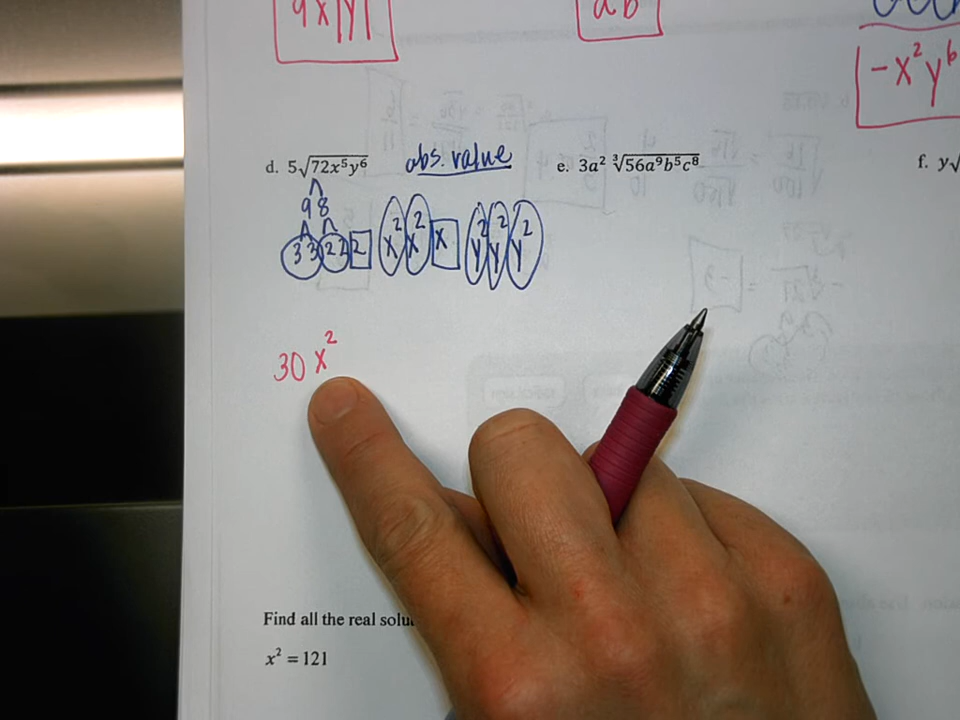 9x|y|
ab
-x²y⁶
d. 5√72x⁵y⁶ abs. value e. 3a² ∛56a⁹b⁵c⁸ f. y√
9 8
3 3 2 2 2 x² x² x y² y² y²
30 x²
Find all the real solu
x² = 121